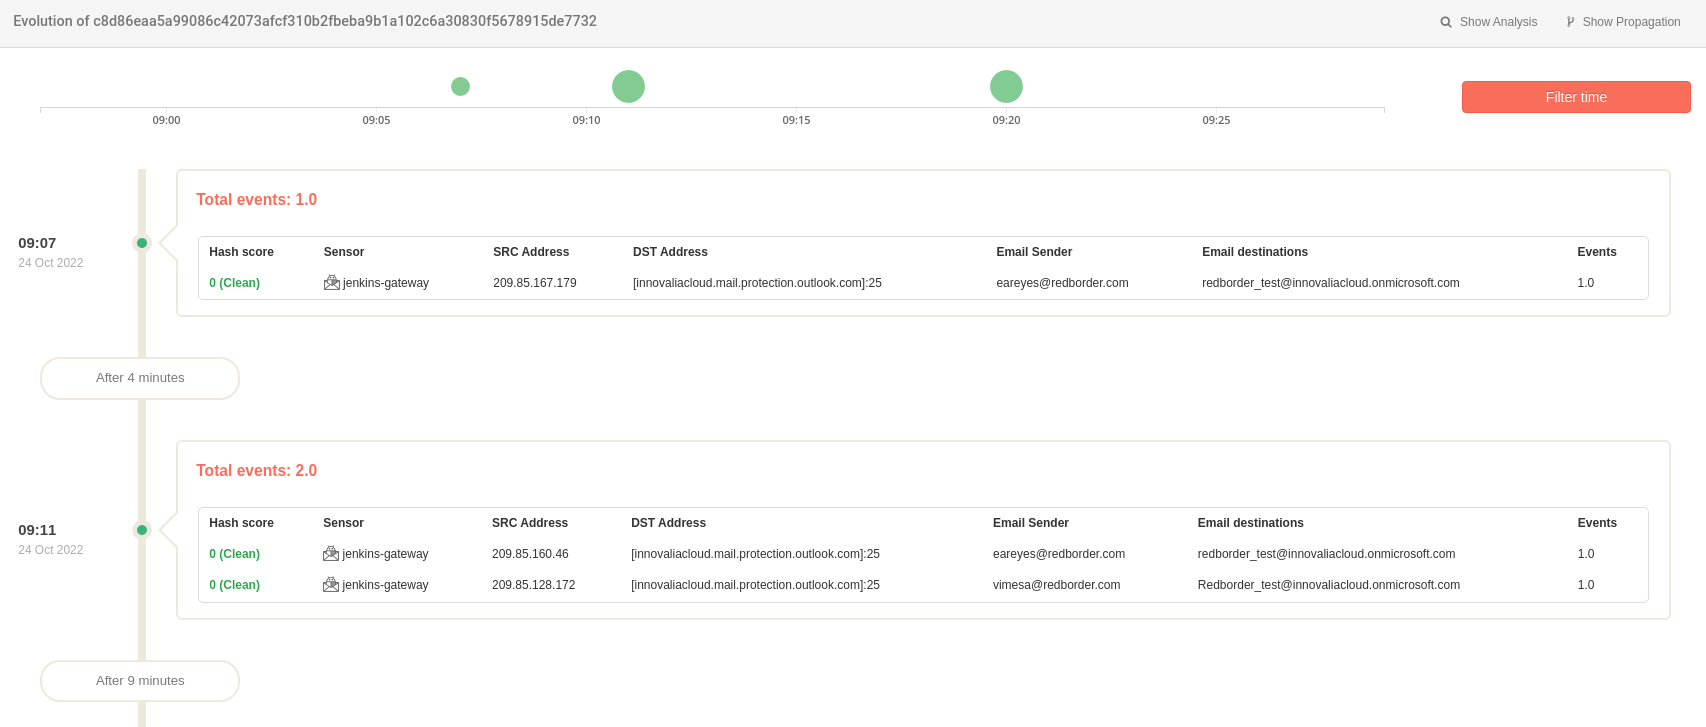 Evolution of c8d86eaa5a99086c42073afcf310b2fbeba9b1a102c6a30830f5678915de7732
Show Analysis Show Propagation
09:00 09:05 09:10 09:15 09:20 09:25
Filter time
Total events: 1.0
09:07
24 Oct 2022
Hash score Sensor SRC Address DST Address Email Sender Email destinations Events
0 (Clean) jenkins-gateway 209.85.167.179 [innovaliacloud.mail.protection.outlook.com]:25 eareyes@redborder.com redborder_test@innovaliacloud.onmicrosoft.com 1.0
After 4 minutes
Total events: 2.0
09:11
24 Oct 2022
Hash score Sensor SRC Address DST Address Email Sender Email destinations Events
0 (Clean) jenkins-gateway 209.85.160.46 [innovaliacloud.mail.protection.outlook.com]:25 eareyes@redborder.com redborder_test@innovaliacloud.onmicrosoft.com 1.0
0 (Clean) jenkins-gateway 209.85.128.172 [innovaliacloud.mail.protection.outlook.com]:25 vimesa@redborder.com Redborder_test@innovaliacloud.onmicrosoft.com 1.0
After 9 minutes